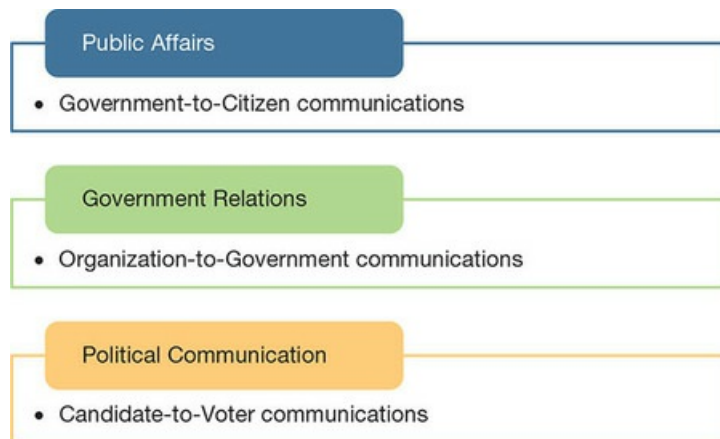 Public Affairs
• Government-to-Citizen communications
Government Relations
• Organization-to-Government communications
Political Communication
• Candidate-to-Voter communications